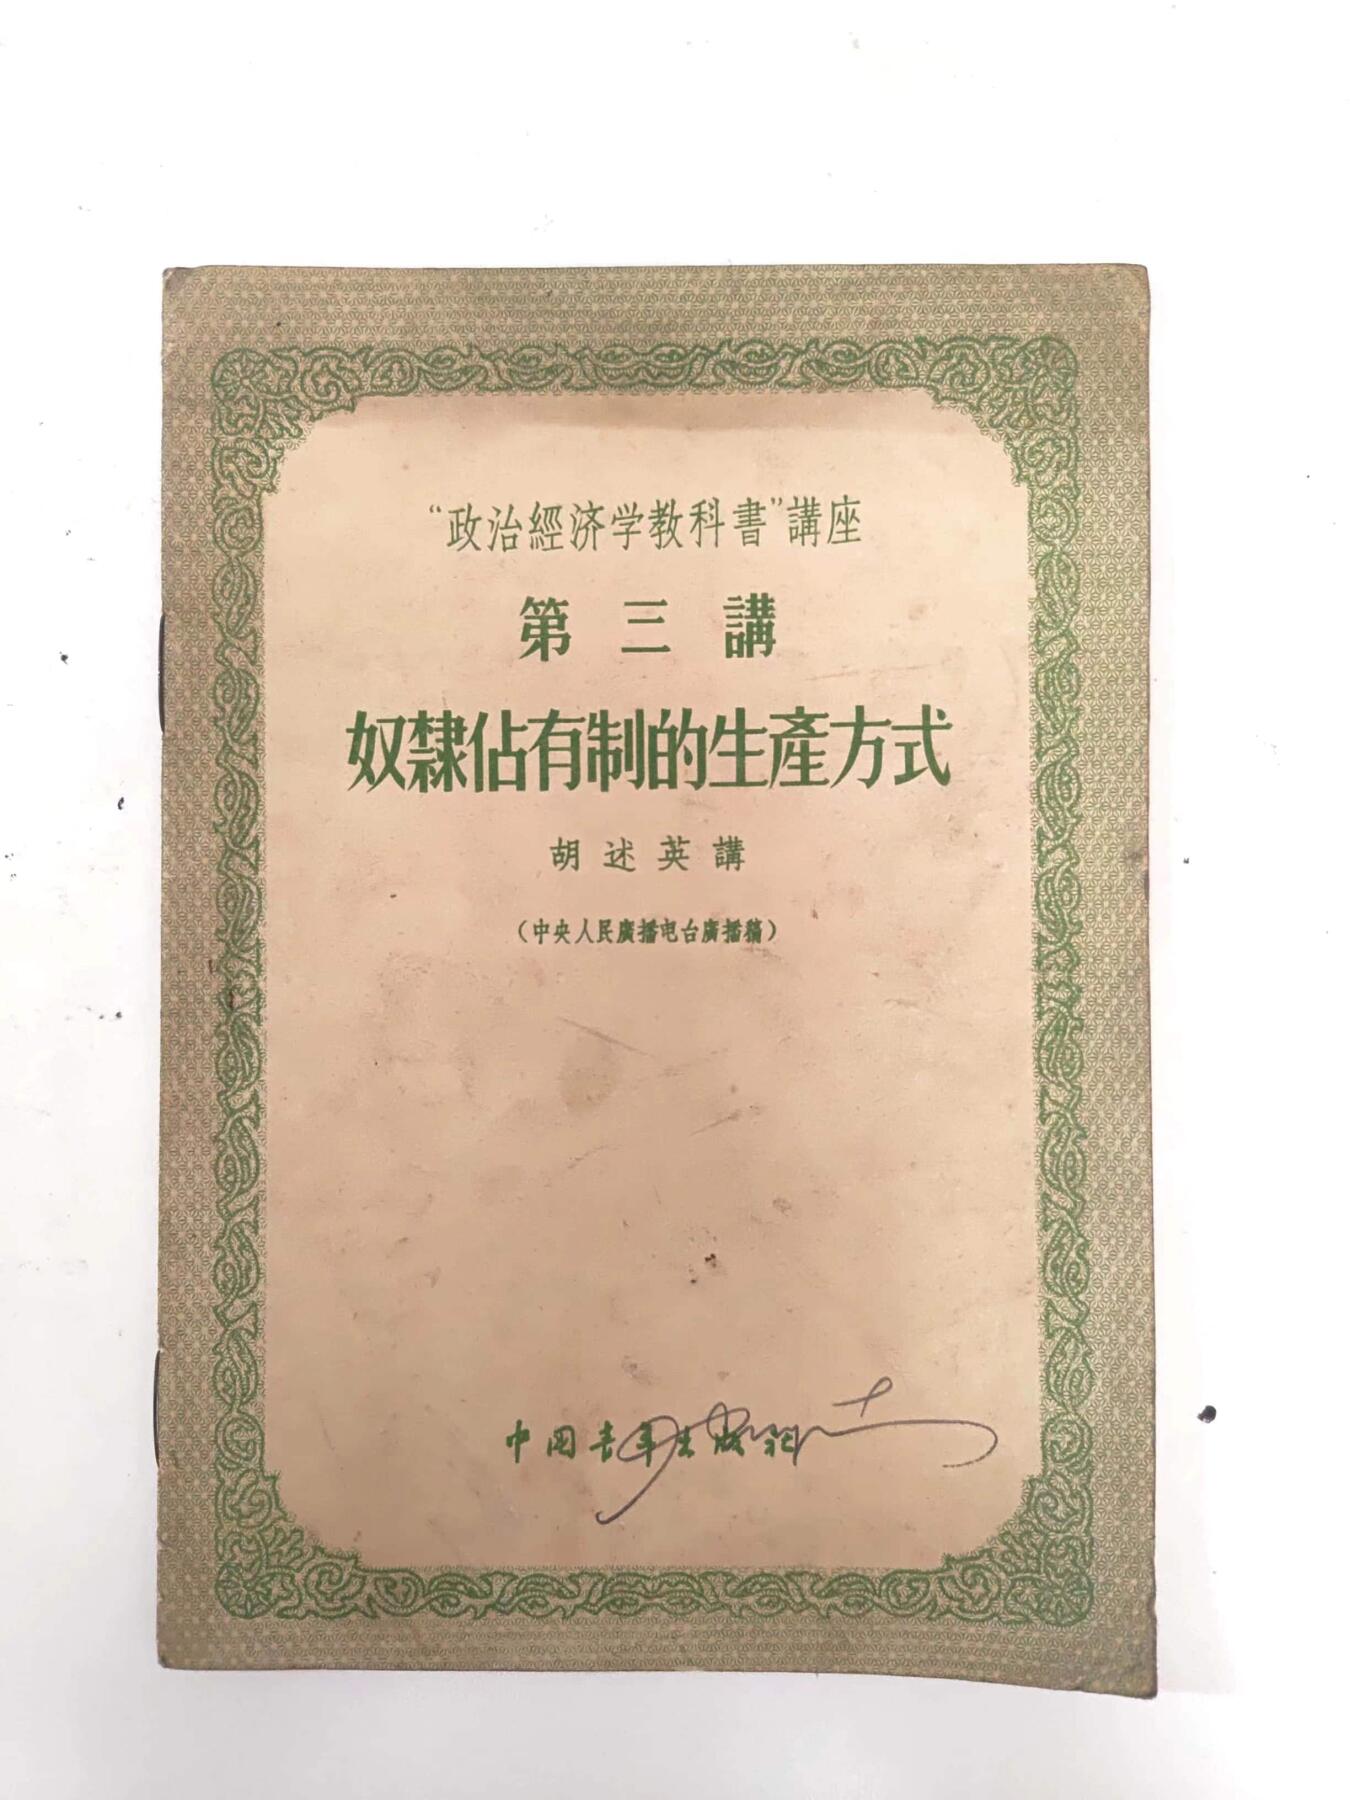 “政治經济学教科書”講座
第三講
奴隸佔有制的生產方式
胡述英講
（中央人民廣播电台廣播稿）
中国青年出版社